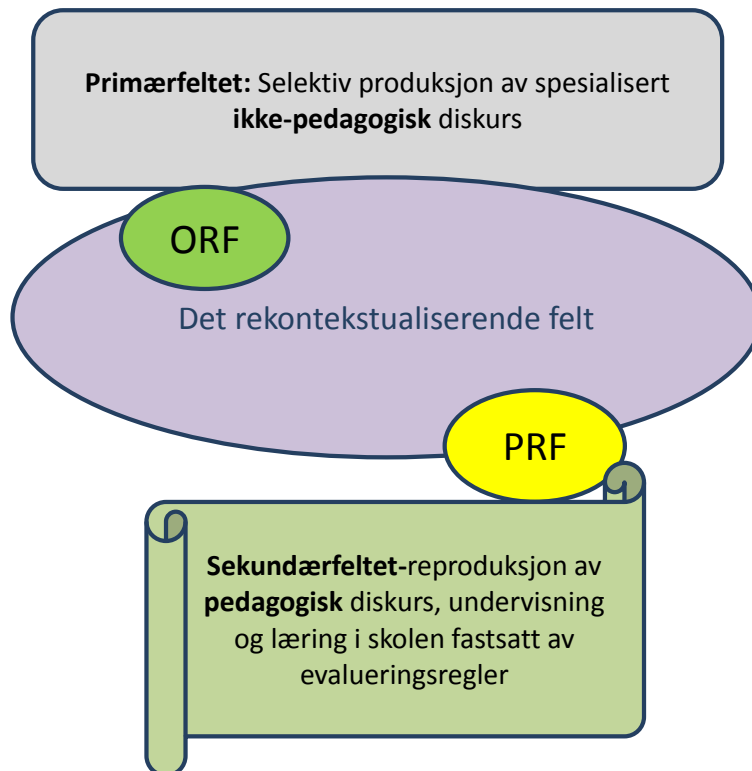 Primærfeltet: Selektiv produksjon av spesialisert
ikke-pedagogisk diskurs
ORF
Det rekontekstualiserende felt
PRF
Sekundærfeltet-reproduksjon av
pedagogisk diskurs, undervisning
og læring i skolen fastsatt av
evalueringsregler